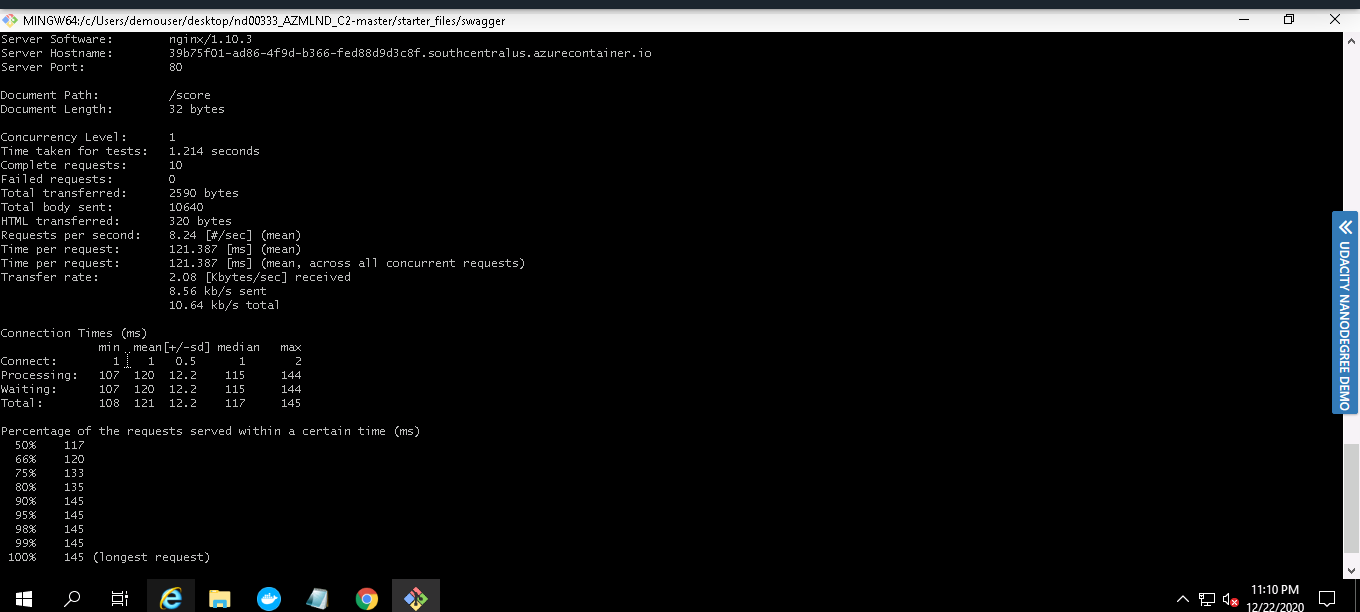 MINGW64:/c/Users/demouser/desktop/nd00333_AZMLND_C2-master/starter_files/swagger
Server Software:        nginx/1.10.3
Server Hostname:        39b75f01-ad86-4f9d-b366-fed88d9d3c8f.southcentralus.azurecontainer.io
Server Port:            80
Document Path:          /score
Document Length:        32 bytes
Concurrency Level:      1
Time taken for tests:   1.214 seconds
Complete requests:      10
Failed requests:        0
Total transferred:      2590 bytes
Total body sent:        10640
HTML transferred:       320 bytes
Requests per second:    8.24 [#/sec] (mean)
Time per request:       121.387 [ms] (mean)
Time per request:       121.387 [ms] (mean, across all concurrent requests)
Transfer rate:          2.08 [Kbytes/sec] received
                        8.56 kb/s sent
                        10.64 kb/s total
Connection Times (ms)
              min  mean[+/-sd] median   max
Connect:        1    1   0.5      1       2
Processing:   107  120  12.2    115     144
Waiting:      107  120  12.2    115     144
Total:        108  121  12.2    117     145
Percentage of the requests served within a certain time (ms)
  50%    117
  66%    120
  75%    133
  80%    135
  90%    145
  95%    145
  98%    145
  99%    145
 100%    145 (longest request)
UDACITY NANODEGREE DEMO
11:10 PM
12/22/2020